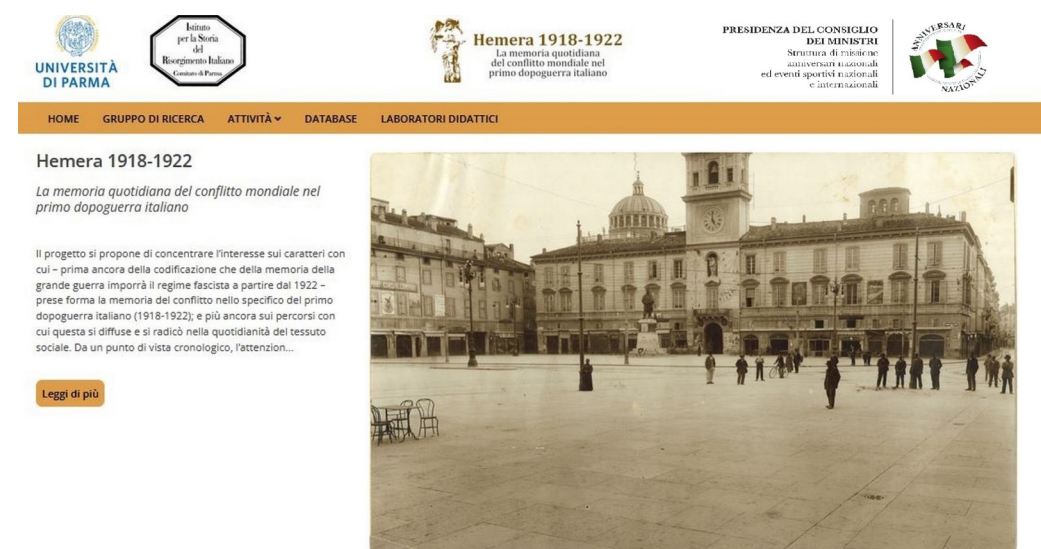 UNIVERSITÀ
DI PARMA
Istituto
per la Storia
del
Risorgimento Italiano
Comitato di Parma
Hemera 1918-1922
La memoria quotidiana
del conflitto mondiale nel
primo dopoguerra italiano
PRESIDENZA DEL CONSIGLIO
DEI MINISTRI
Struttura di missione
anniversari nazionali
ed eventi sportivi nazionali
e internazionali
ANNIVERSARI
NAZIONALI
HOME GRUPPO DI RICERCA ATTIVITÀ DATABASE LABORATORI DIDATTICI
Hemera 1918-1922
La memoria quotidiana del conflitto mondiale nel
primo dopoguerra italiano
Il progetto si propone di concentrare l'interesse sui caratteri con
cui – prima ancora della codificazione che della memoria della
grande guerra imporrà il regime fascista a partire dal 1922 –
prese forma la memoria del conflitto nello specifico del primo
dopoguerra italiano (1918-1922); e più ancora sui percorsi con
cui questa si diffuse e si radicò nella quotidianità del tessuto
sociale. Da un punto di vista cronologico, l'attenzion...
Leggi di più